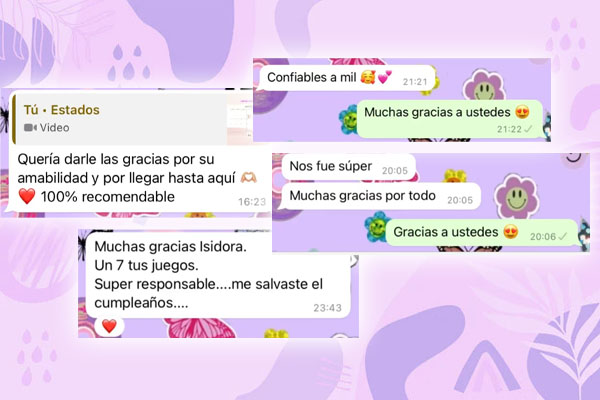 Tú • Estados
Video
Quería darle las gracias por su
amabilidad y por llegar hasta aquí 🫶🏼
❤️ 100% recomendable
16:23
Confiables a mil 🥰💕
21:21
Muchas gracias a ustedes 😍
21:22
Nos fue súper
20:05
Muchas gracias por todo
20:05
Gracias a ustedes 😍
20:06
Muchas gracias Isidora.
Un 7 tus juegos.
Super responsable....me salvaste el
cumpleaños....
23:43
❤️